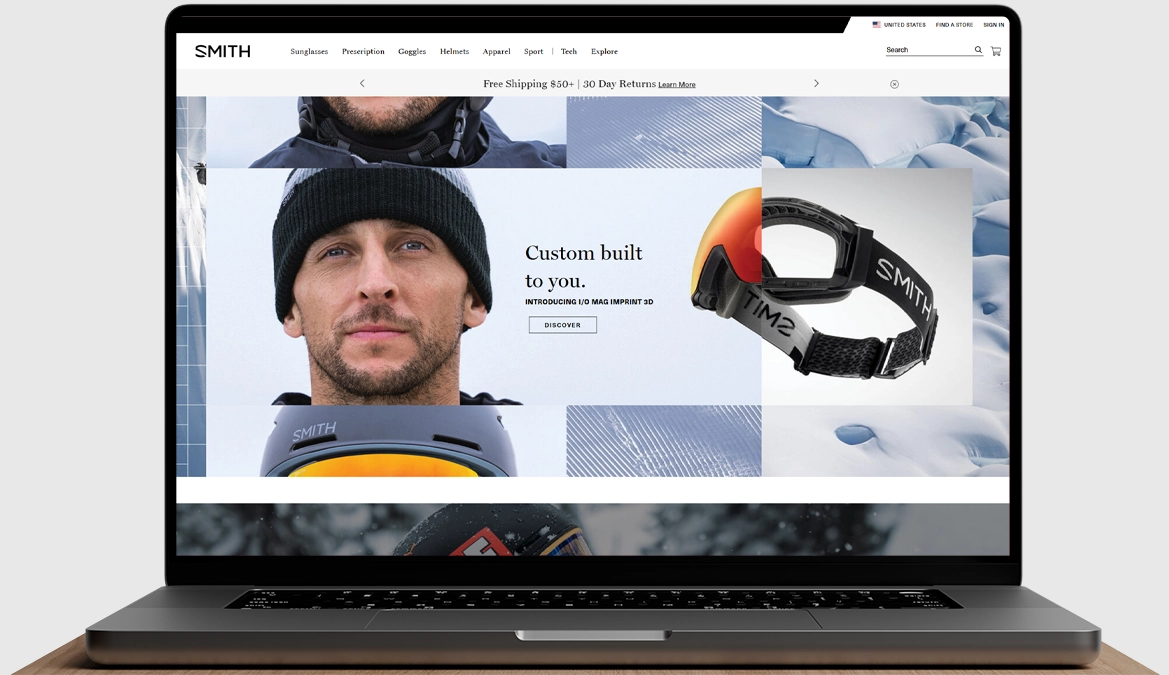 UNITED STATES FIND A STORE SIGN IN
SMITH Sunglasses Prescription Goggles Helmets Apparel Sport | Tech Explore Search
Free Shipping $50+ | 30 Day Returns Learn More
Custom built
to you.
INTRODUCING I/O MAG IMPRINT 3D
DISCOVER
SMITH
SMITH
SMITH